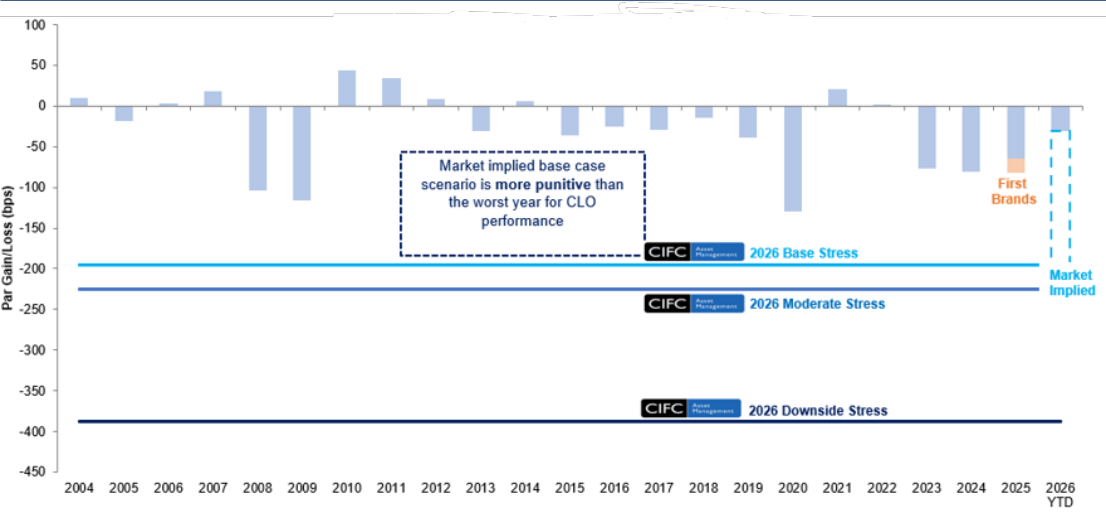 100
50
0
-50
-100
-150
-200
-250
-300
-350
-400
-450
Par Gain/Loss (bps)
Market implied base case
scenario is more punitive than
the worst year for CLO
performance
First
Brands
CIFC Asset Management 2026 Base Stress
Market
Implied
CIFC Asset Management 2026 Moderate Stress
CIFC Asset Management 2026 Downside Stress
2004 2005 2006 2007 2008 2009 2010 2011 2012 2013 2014 2015 2016 2017 2018 2019 2020 2021 2022 2023 2024 2025 2026
YTD